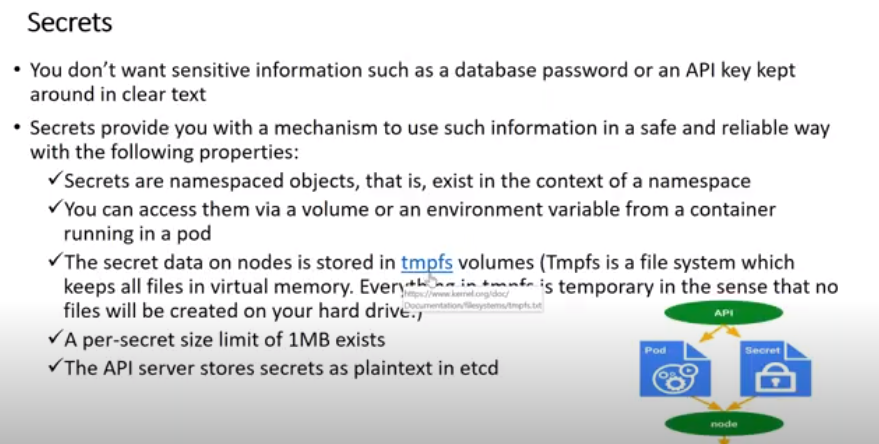 Secrets
• You don't want sensitive information such as a database password or an API key kept
around in clear text
• Secrets provide you with a mechanism to use such information in a safe and reliable way
with the following properties:
✓Secrets are namespaced objects, that is, exist in the context of a namespace
✓You can access them via a volume or an environment variable from a container
running in a pod
✓The secret data on nodes is stored in tmpfs volumes (Tmpfs is a file system which
keeps all files in virtual memory. Everything in tmpfs is temporary in the sense that no
https://www.kernel.org/doc/
Documentation/filesystems/tmpfs.txt
files will be created on your hard drive.)
✓A per-secret size limit of 1MB exists
✓The API server stores secrets as plaintext in etcd
API
Pod
Secret
node